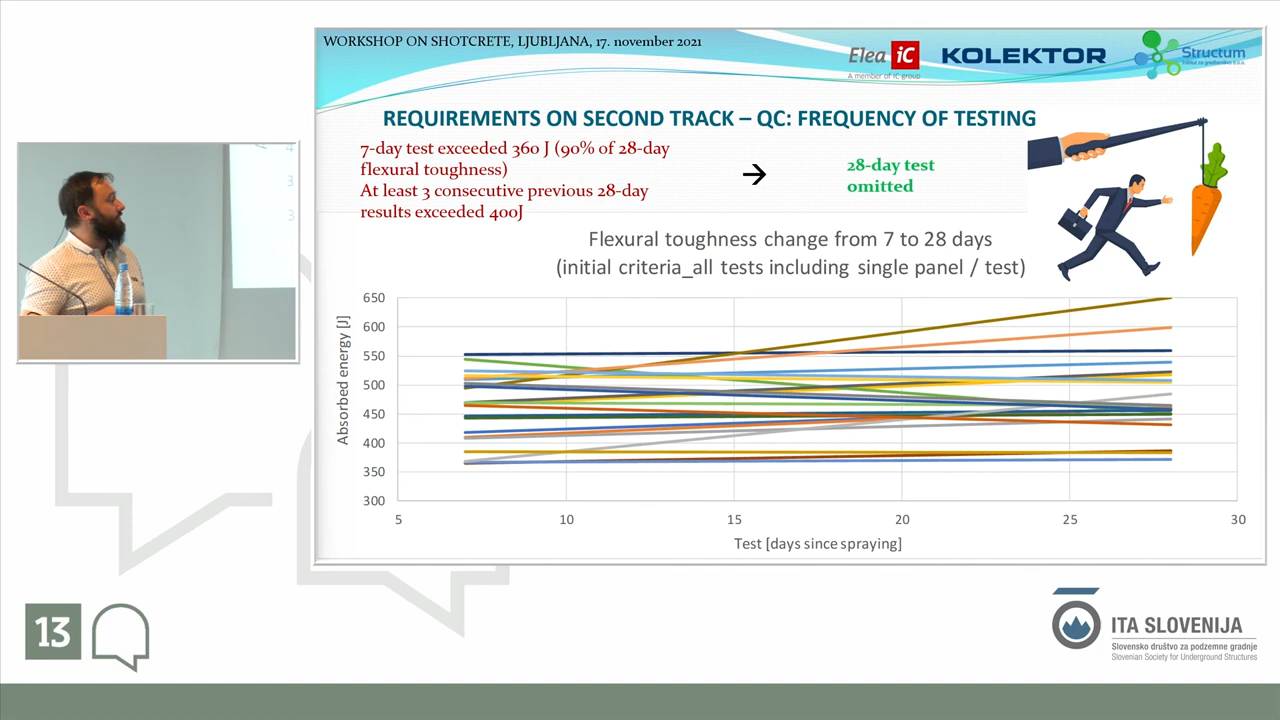 WORKSHOP ON SHOTCRETE, LJUBLJANA, 17. november 2021
Elea iC
A member of iC group
KOLEKTOR
Structum
REQUIREMENTS ON SECOND TRACK – QC: FREQUENCY OF TESTING
7-day test exceeded 360 J (90% of 28-day
flexural toughness)
At least 3 consecutive previous 28-day
results exceeded 400J
→
28-day test
omitted
Flexural toughness change from 7 to 28 days
(initial criteria_all tests including single panel / test)
Absorbed energy [J]
650
600
550
500
450
400
350
300
5
10
15
20
25
30
Test [days since spraying]
13
ITA SLOVENIJA
Slovensko društvo za podzemne gradnje
Slovenian Society for Underground Structures